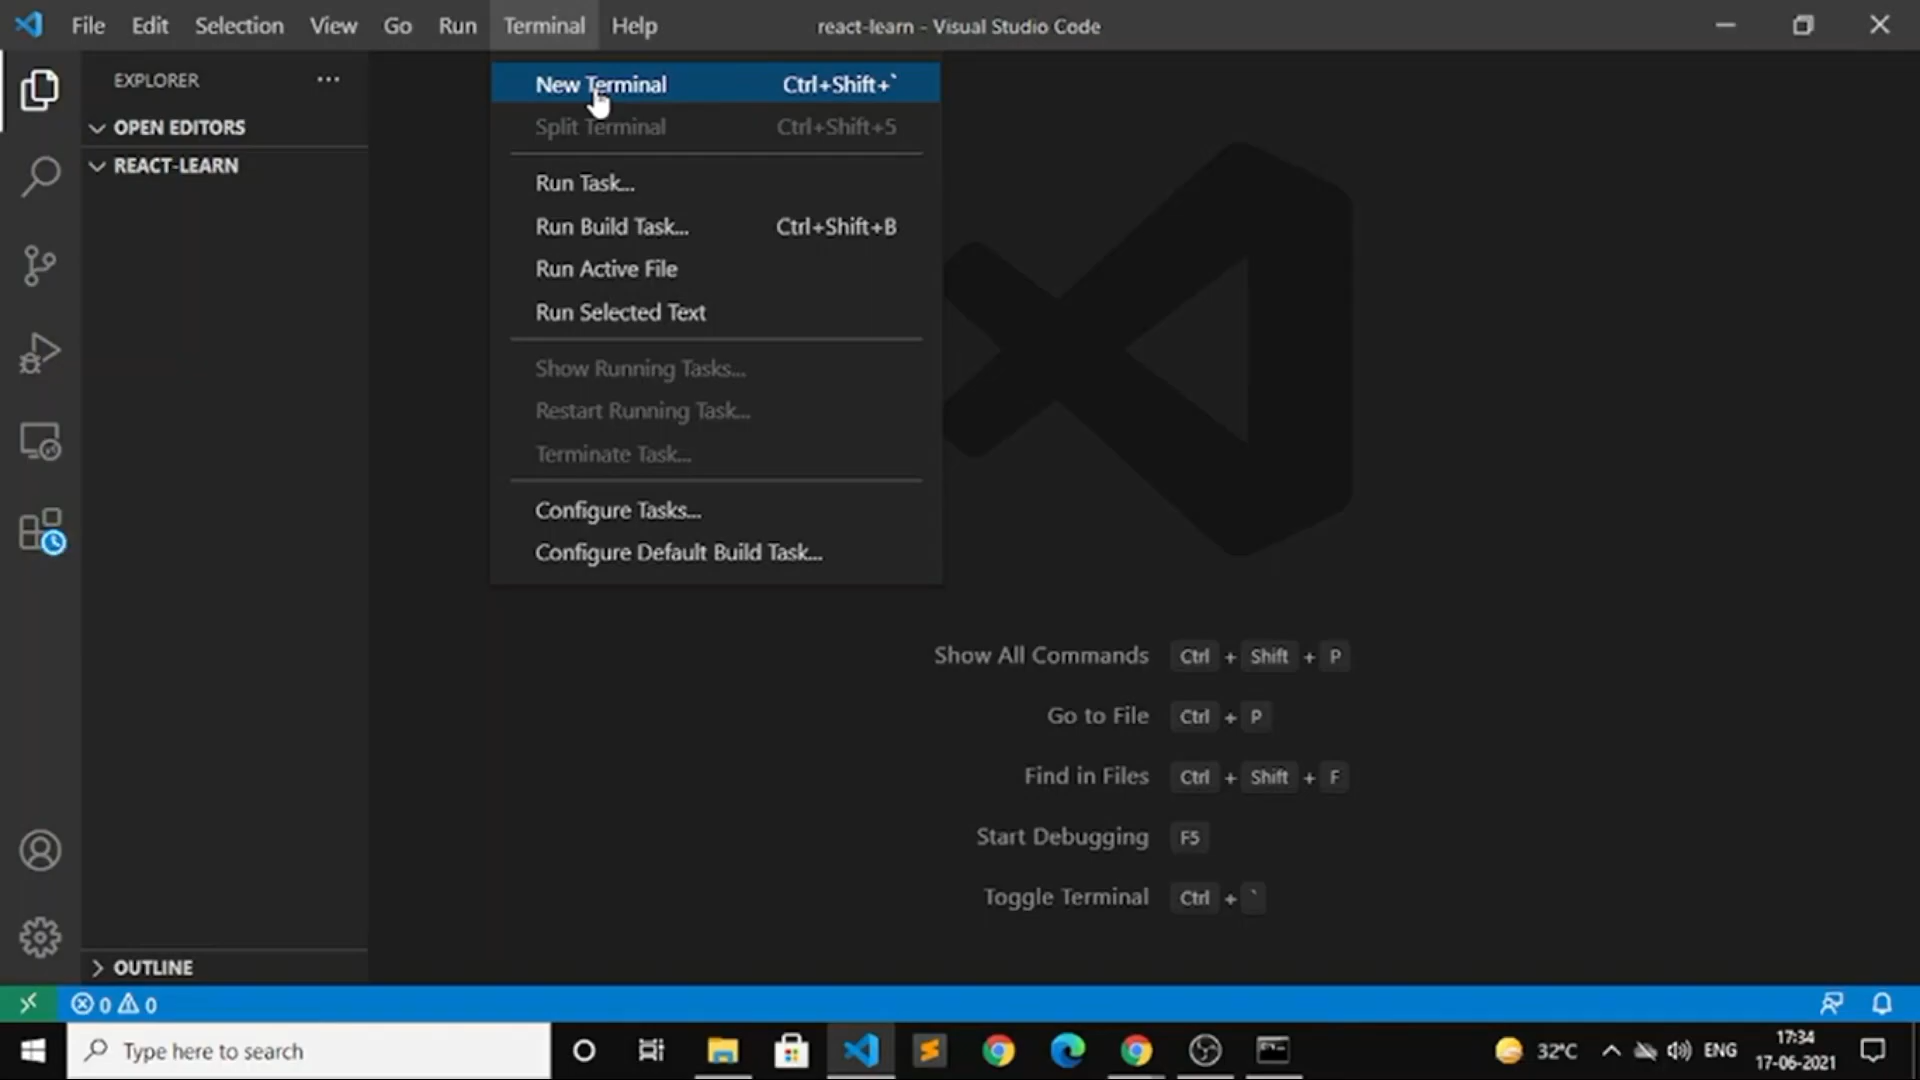 File Edit Selection View Go Run Terminal Help react-learn - Visual Studio Code
EXPLORER ...
OPEN EDITORS
REACT-LEARN
New Terminal Ctrl+Shift+`
Split Terminal Ctrl+Shift+5
Run Task...
Run Build Task... Ctrl+Shift+B
Run Active File
Run Selected Text
Show Running Tasks...
Restart Running Task...
Terminate Task...
Configure Tasks...
Configure Default Build Task...
Show All Commands Ctrl + Shift + P
Go to File Ctrl + P
Find in Files Ctrl + Shift + F
Start Debugging F5
Toggle Terminal Ctrl + `
OUTLINE
0 0
Type here to search
32°C ENG
17:34
17-06-2021